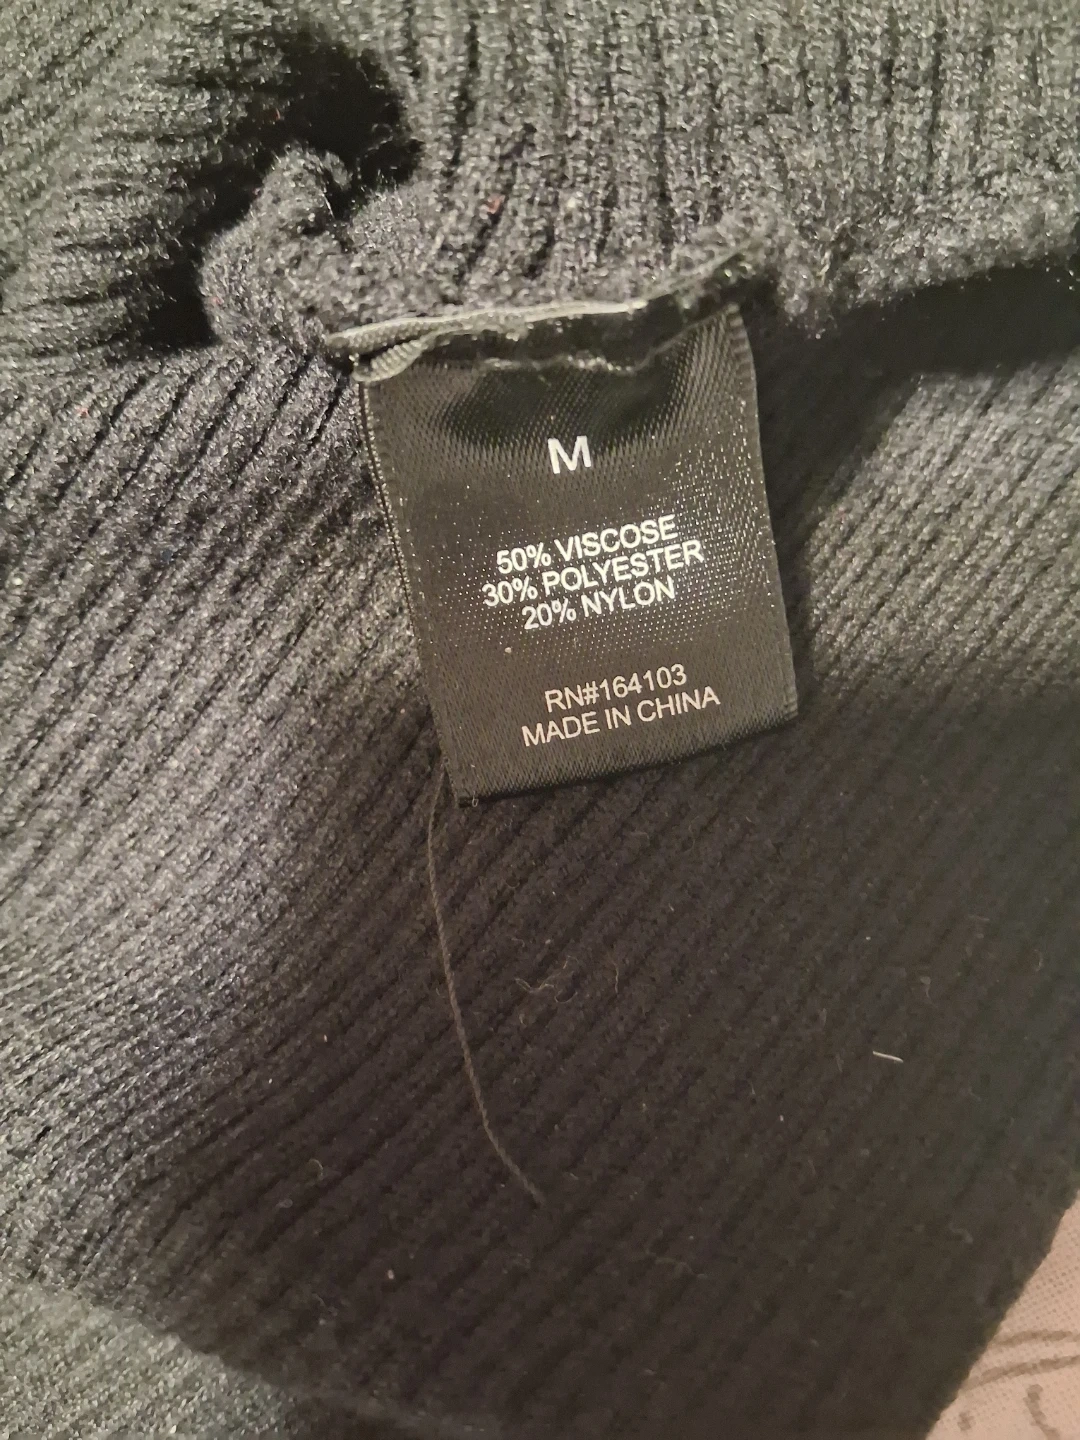 M
50% VISCOSE
30% POLYESTER
20% NYLON
RN#164103
MADE IN CHINA